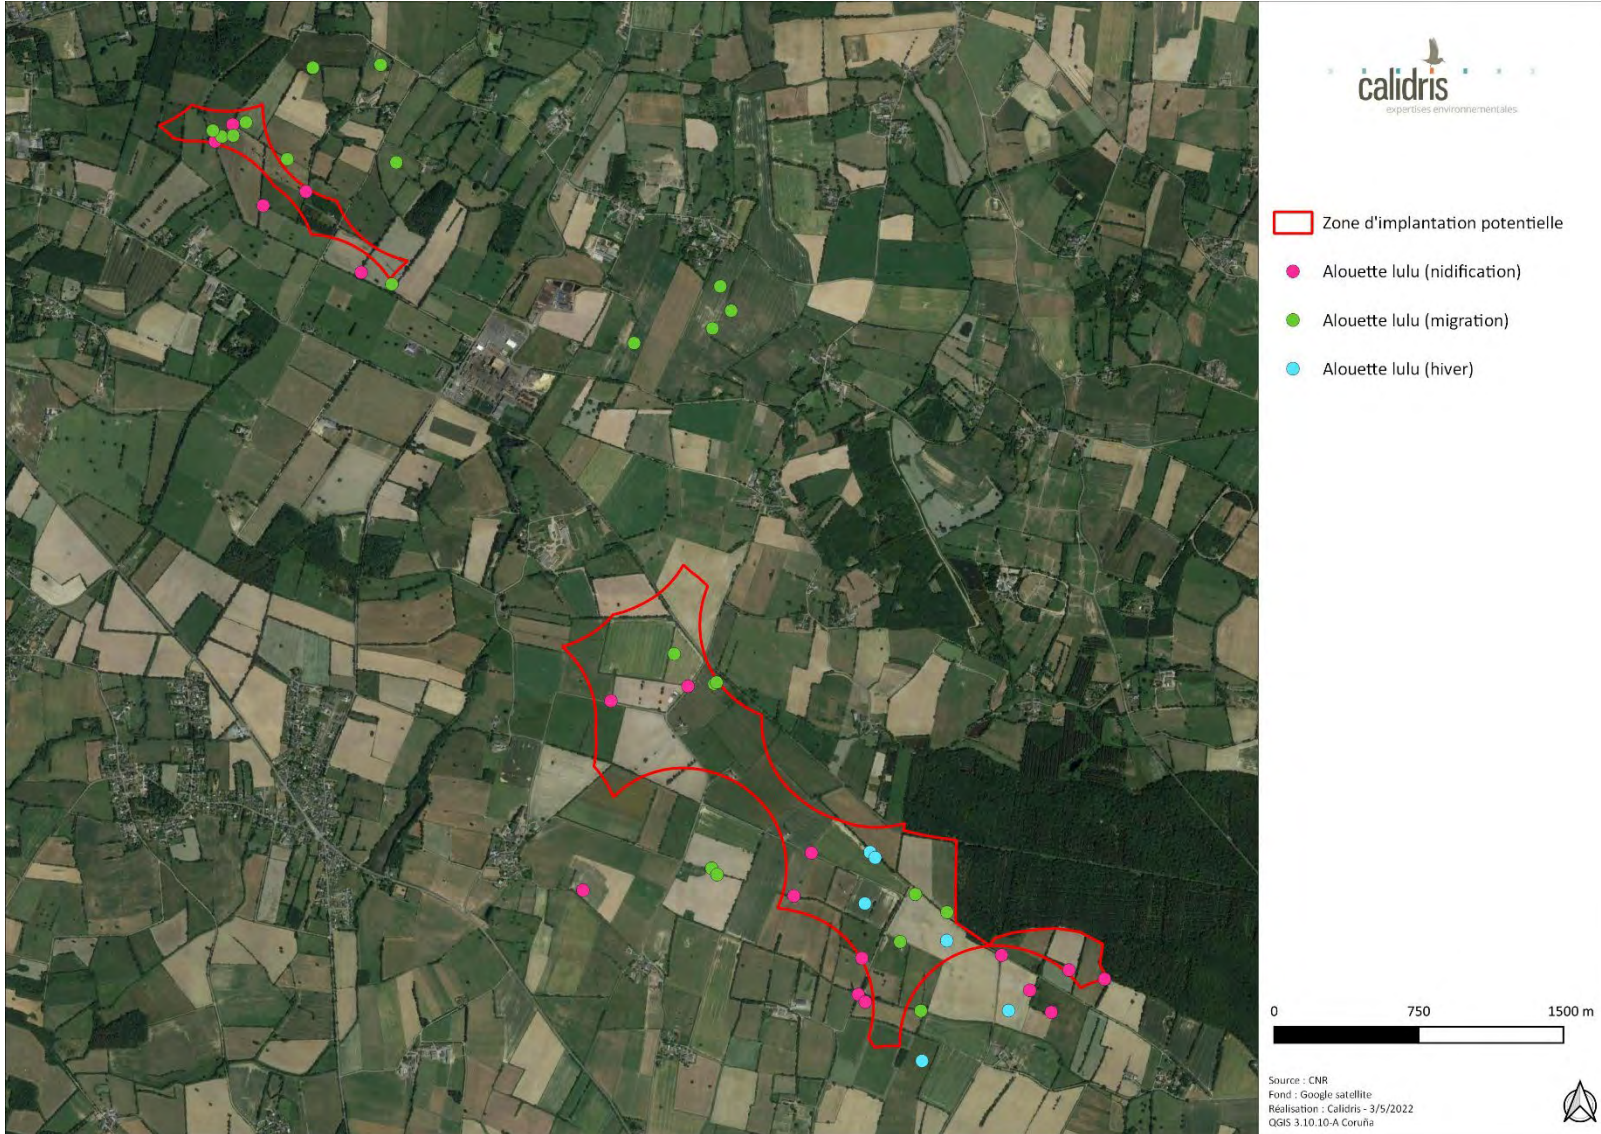 calidris
expertises environnementales
Zone d'implantation potentielle
Alouette lulu (nidification)
Alouette lulu (migration)
Alouette lulu (hiver)
0 750 1500 m
Source : CNR
Fond : Google satellite
Réalisation : Calidris - 3/5/2022
QGIS 3.10.10-A Coruña